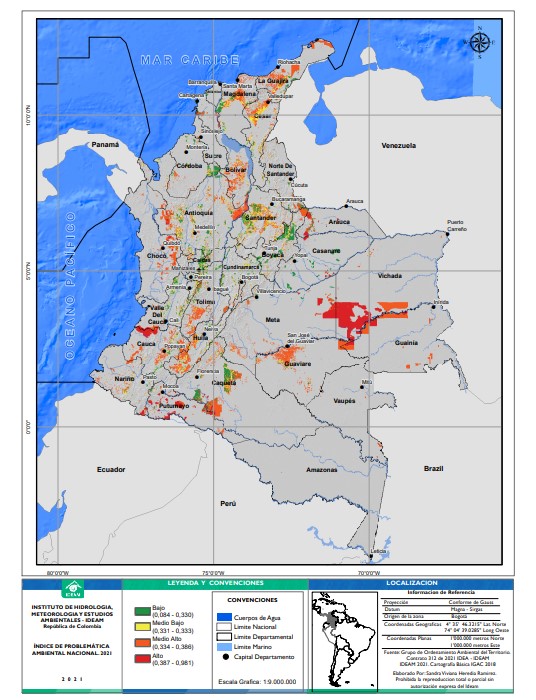 N
MAR CARIBE
Riohacha
Barranquilla
Santa Marta
La Guajira
Cartagena
Magdalena
Valledupar
Cesar
10°0'0"N
Sincelejo
Panamá
Montería
Sucre
Venezuela
Córdoba
Bolívar
Norte De
Santander
Cúcuta
Bucaramanga
Arauca
Antioquia
Santander
Arauca
Puerto
Carreño
Medellín
OCEANO PACIFICO
Quibdó
Tunja
Casanare
Chocó
Caldas
Boyacá
Yopal
5°0'0"N
Manizales
Cundinamarca
Vichada
Pereira
Bogotá
Armenia
Ibagué
Villavicencio
Tolima
Inírida
Valle
Del
Cauca
Cali
Meta
Neiva
San José
del Guaviar
Cauca
Huila
Guainía
Popayán
Guaviare
Florencia
Nariño
Pasto
Caquetá
Mitú
Mocoa
Vaupés
Putumayo
0°0'0"
Ecuador
Amazonas
Brazil
Perú
Leticia
80°0'0"W
75°0'0"W
70°0'0"W
LEYENDA Y CONVENCIONES
LOCALIZACION
INSTITUTO DE HIDROLOGIA,
METEOROLOGIA Y ESTUDIOS
AMBIENTALES - IDEAM
República de Colombia
INDICE DE PROBLEMÁTICA
AMBIENTAL NACIONAL. 2021
2 0 2 1
Bajo
(0,084 - 0,330)
Medio Bajo
(0,331 - 0,333)
Medio Alto
(0,334 - 0,386)
Alto
(0,387 - 0,981)
CONVENCIONES
Cuerpos de Agua
Limite Nacional
Limite Departamental
Limite Marino
Capital Departamento
Escala Grafica: 1:9.000.000
Informacion de Referencia
Proyección Conforme de Gauss
Datum Magna - Sirgas
Origen de la zona Bogota
Coordenadas Geograficas 4° 35' 46.3215" Lat. Norte
74° 04' 39.0285" Long Oeste
Coordenadas Planas 1'000.000 metros Norte
1'000.000 metros Este
Fuente: Grupo de Ordenamiento Ambiental del Territorio.
Contrato 312 de 2021 IDEA - IDEAM
IDEAM 2021. Cartografía Básica IGAC 2018
Elaborado Por: Sandra Viviana Heredia Ramirez.
Prohibida la reproduccion total o parcial sin
autorización expresa del Ideam.